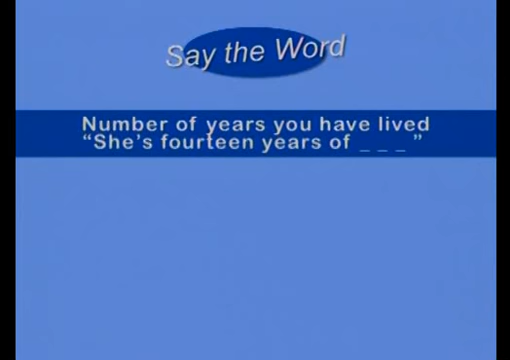 Say the Word
Number of years you have lived
“She’s fourteen years of _ _ _ ”